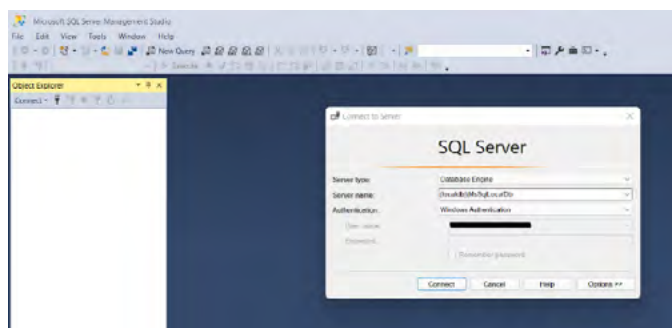 Microsoft SQL Server Management Studio
File Edit View Tools Window Help
New Query
Execute
Object Explorer
Connect
Connect to Server
SQL Server
Server type: Database Engine
Server name: (localdb)\MsSqlLocalDb
Authentication: Windows Authentication
User name:
Password:
Remember password
Connect Cancel Help Options >>